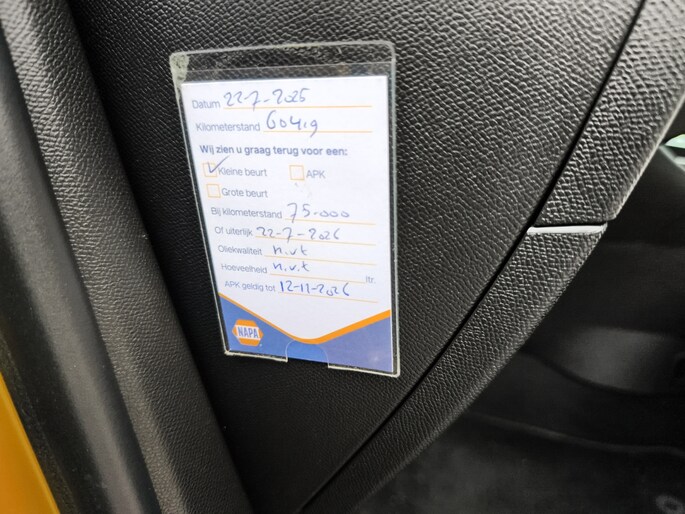 Datum 22-7-2025
Kilometerstand 60419
Wij zien u graag terug voor een:
Kleine beurt APK
Grote beurt
Bij kilometerstand 75.000
Of uiterlijk 22-7-2026
Oliekwaliteit n.v.t
Hoeveelheid n.v.t ltr.
APK geldig tot 12-11-2026
NAPA